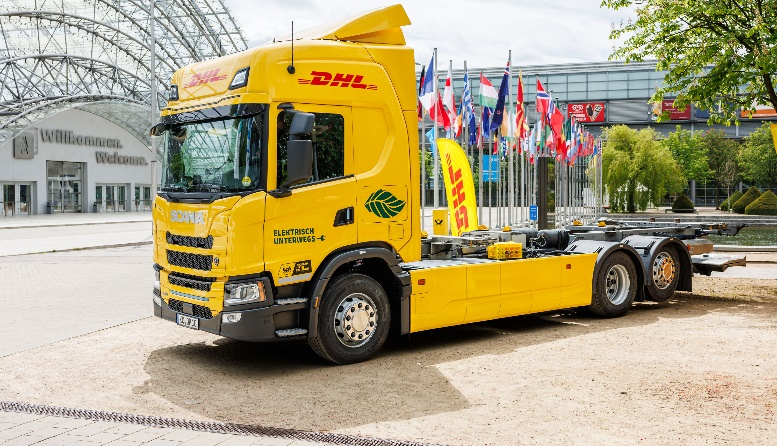 Willkommen.
Welcome.
DHL
DHL
SCANIA
ELEKTRISCH
UNTERWEGS
DHL